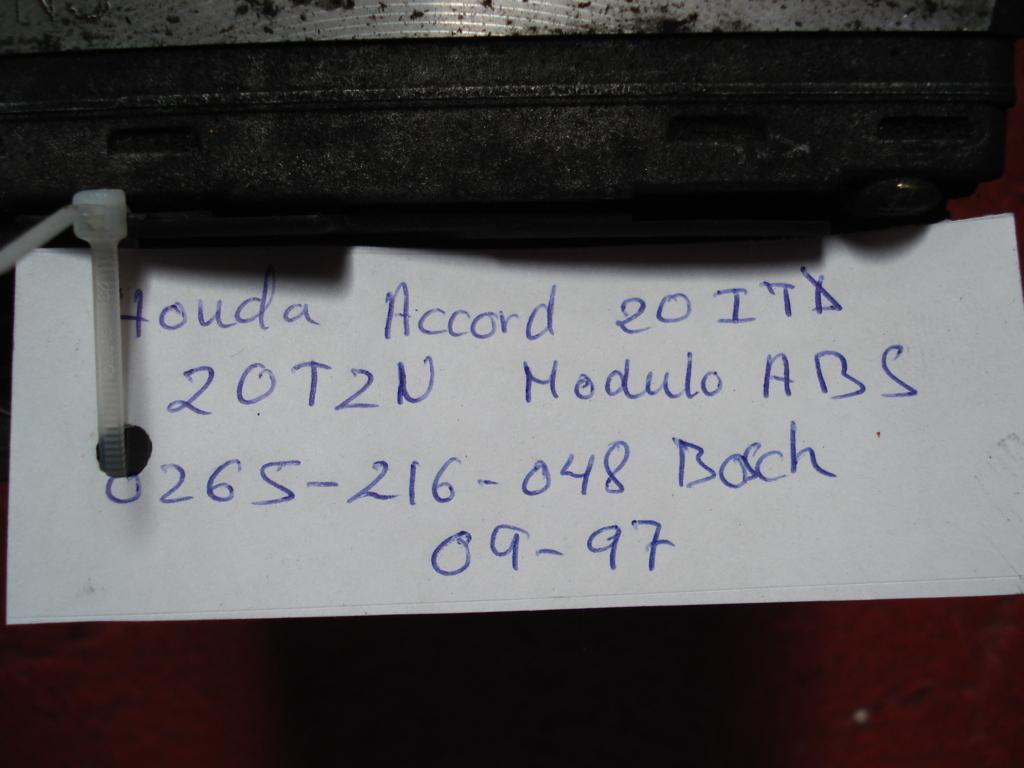 Honda Accord 20 ITD
20T2N Modulo ABS
0265-216-048 Bosch
09-97